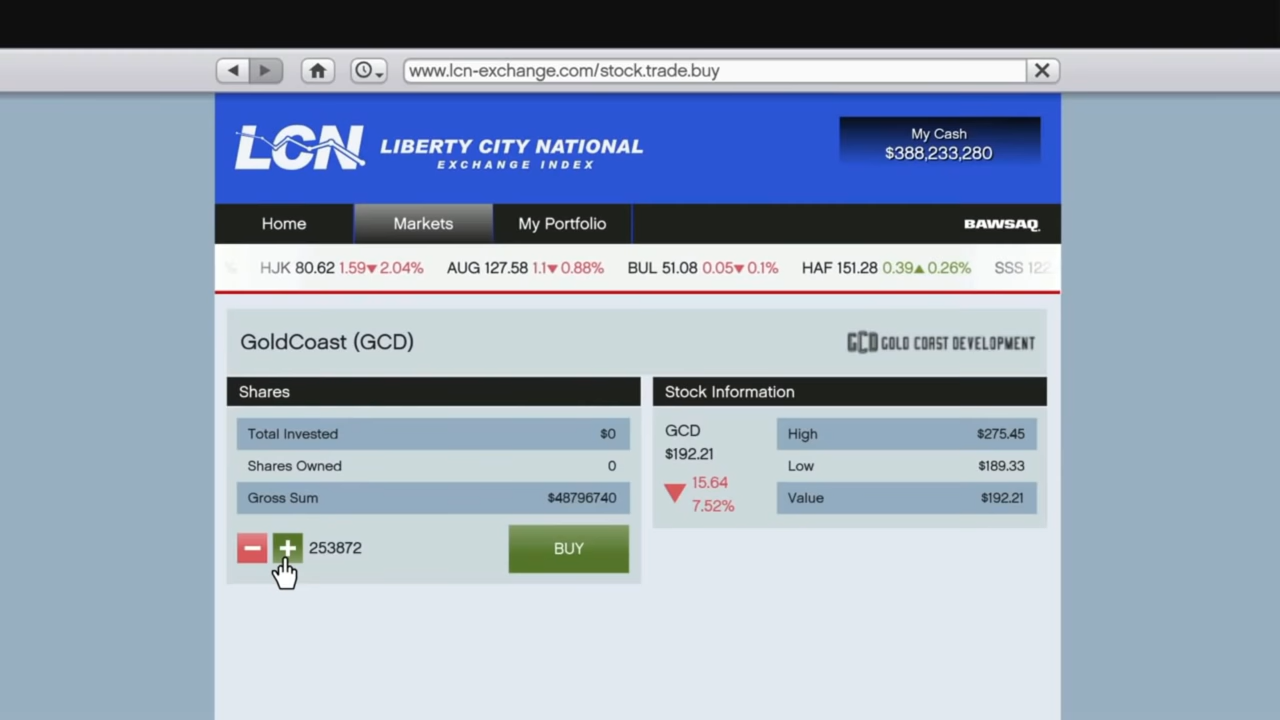 www.lcn-exchange.com/stock.trade.buy
LCN LIBERTY CITY NATIONAL
EXCHANGE INDEX
My Cash
$388,233,280
Home Markets My Portfolio BAWSAQ
HJK 80.62 1.59▼2.04% AUG 127.58 1.1▼0.88% BUL 51.08 0.05▼0.1% HAF 151.28 0.39▲0.26% SSS
GoldCoast (GCD) GCD GOLD COAST DEVELOPMENT
Shares
Total Invested $0
Shares Owned 0
Gross Sum $48796740
253872 BUY
Stock Information
GCD
$192.21
▼ 15.64
7.52%
High $275.45
Low $189.33
Value $192.21